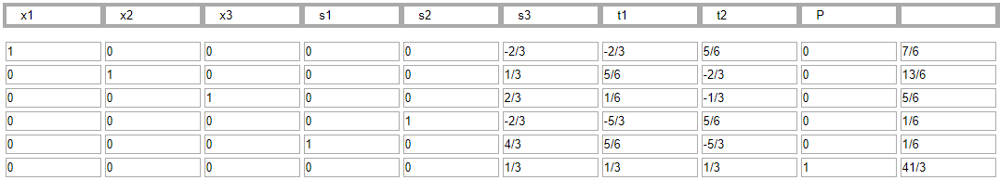 x1 x2 x3 s1 s2 s3 t1 t2 P
1 0 0 0 0 -2/3 -2/3 5/6 0 7/6
0 1 0 0 0 1/3 5/6 -2/3 0 13/6
0 0 1 0 0 2/3 1/6 -1/3 0 5/6
0 0 0 0 1 -2/3 -5/3 5/6 0 1/6
0 0 0 1 0 4/3 5/6 -5/3 0 1/6
0 0 0 0 0 1/3 1/3 1/3 1 41/3